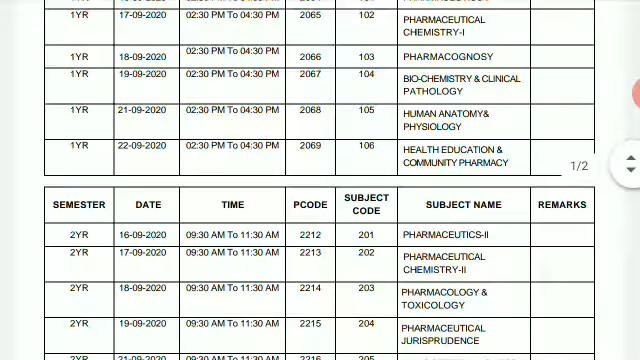 1YR 17-09-2020 02:30 PM To 04:30 PM 2065 102 PHARMACEUTICAL
CHEMISTRY-I
1YR 18-09-2020 02:30 PM To 04:30 PM 2066 103 PHARMACOGNOSY
1YR 19-09-2020 02:30 PM To 04:30 PM 2067 104 BIO-CHEMISTRY & CLINICAL
PATHOLOGY
1YR 21-09-2020 02:30 PM To 04:30 PM 2068 105 HUMAN ANATOMY&
PHYSIOLOGY
1YR 22-09-2020 02:30 PM To 04:30 PM 2069 106 HEALTH EDUCATION &
COMMUNITY PHARMACY
1/2
SEMESTER DATE TIME PCODE SUBJECT
CODE SUBJECT NAME REMARKS
2YR 16-09-2020 09:30 AM To 11:30 AM 2212 201 PHARMACEUTICS-II
2YR 17-09-2020 09:30 AM To 11:30 AM 2213 202 PHARMACEUTICAL
CHEMISTRY-II
2YR 18-09-2020 09:30 AM To 11:30 AM 2214 203 PHARMACOLOGY &
TOXICOLOGY
2YR 19-09-2020 09:30 AM To 11:30 AM 2215 204 PHARMACEUTICAL
JURISPRUDENCE
2YR 21-09-2020 09:30 AM To 11:30 AM 2216 205